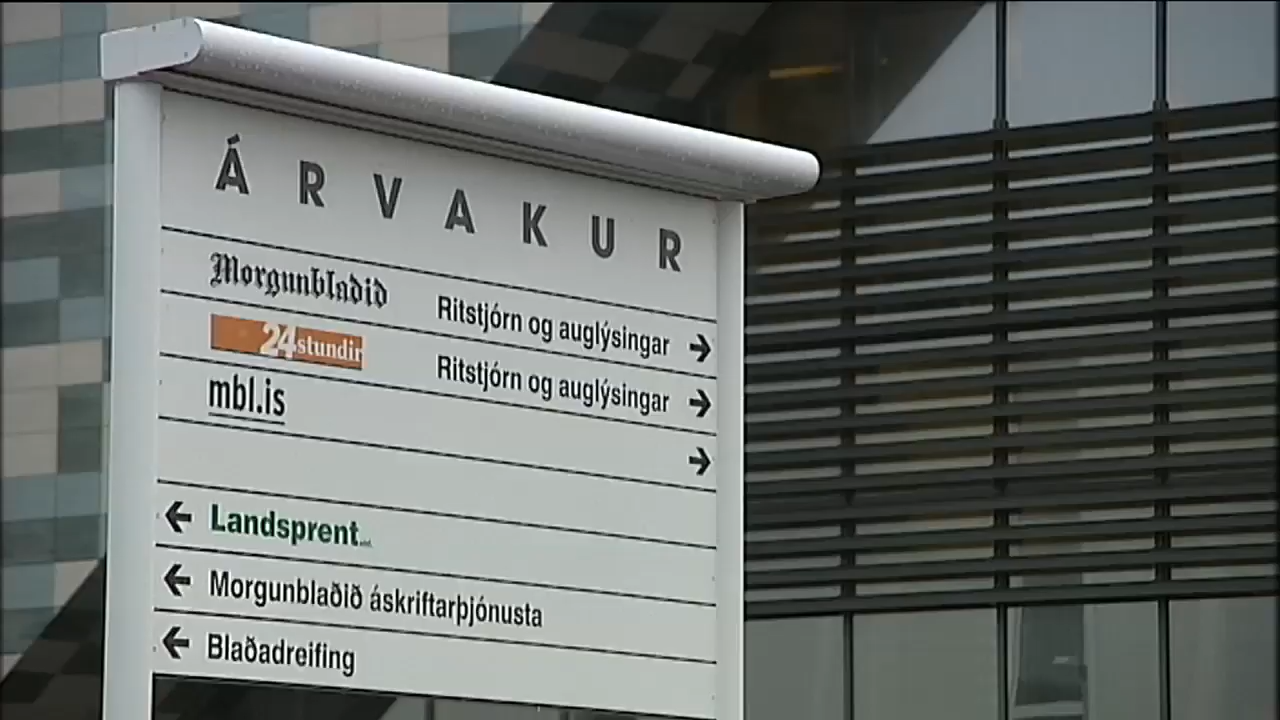 ÁRVAKUR
Morgunblaðið Ritstjórn og auglýsingar →
24stundir Ritstjórn og auglýsingar →
mbl.is →
← Landsprent
← Morgunblaðið áskriftarþjónusta
← Blaðadreifing